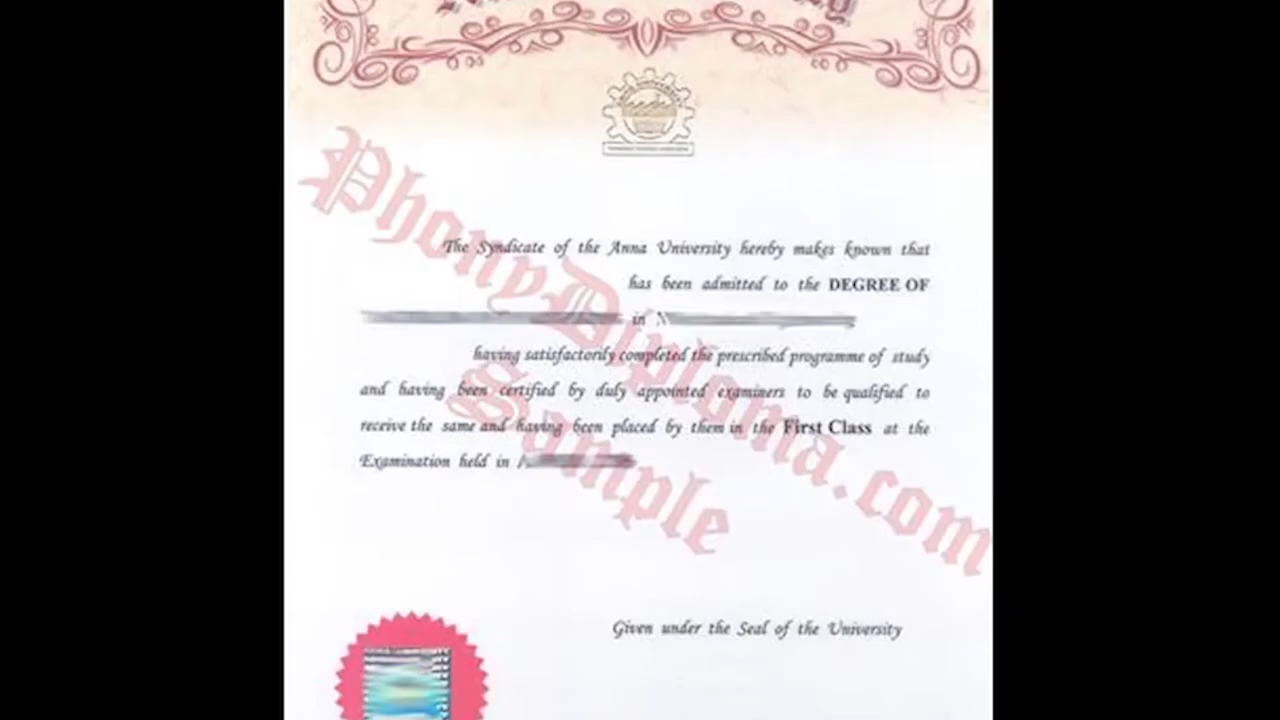 The Syndicate of the Anna University hereby makes known that
has been admitted to the DEGREE OF
in
having satisfactorily completed the prescribed programme of study
and having been certified by duly appointed examiners to be qualified to
receive the same and having been placed by them in the First Class at the
Examination held in
Given under the Seal of the University
PhonyDiploma.com
Sample